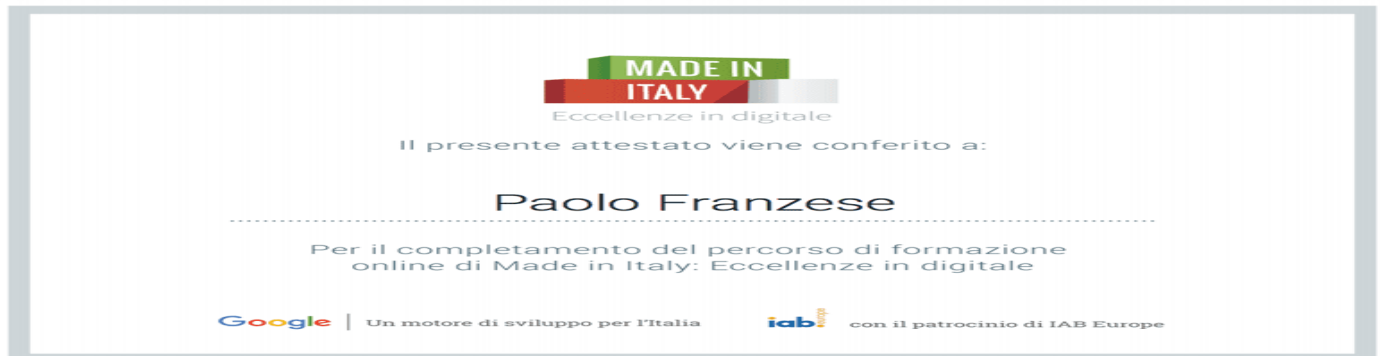 MADE IN
ITALY
Eccellenze in digitale
Il presente attestato viene conferito a:
Paolo Franzese
Per il completamento del percorso di formazione
online di Made in Italy: Eccellenze in digitale
Google | Un motore di sviluppo per l'Italia
iab europe con il patrocinio di IAB Europe